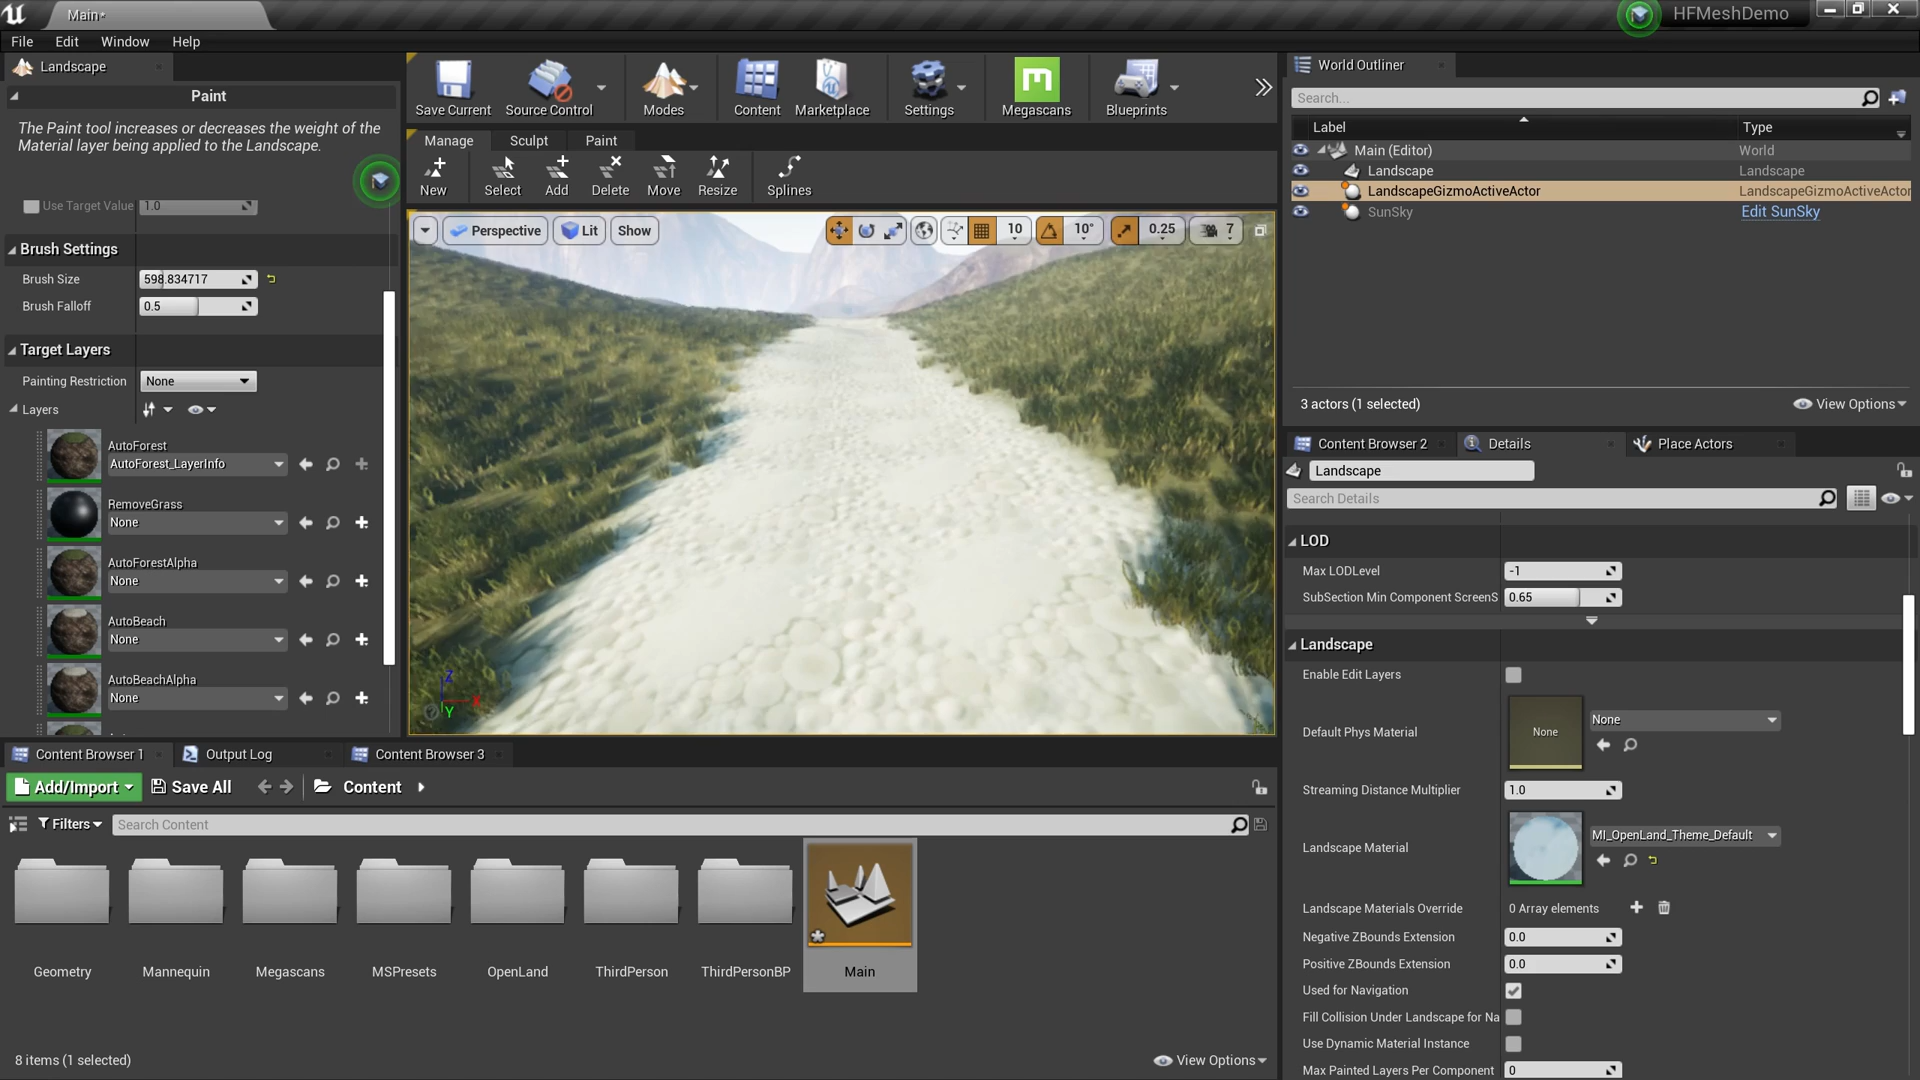 Main*
HFMeshDemo
File
Edit
Window
Help
Landscape
Paint
The Paint tool increases or decreases the weight of the
Material layer being applied to the Landscape.
Use Target Value
1.0
Brush Settings
Brush Size
598.834717
Brush Falloff
0.5
Target Layers
Painting Restriction
None
Layers
AutoForest
AutoForest_LayerInfo
RemoveGrass
None
AutoForestAlpha
None
AutoBeach
None
AutoBeachAlpha
None
Save Current
Source Control
Modes
Content
Marketplace
Settings
Megascans
Blueprints
Manage
Sculpt
Paint
New
Select
Add
Delete
Move
Resize
Splines
Perspective
Lit
Show
10
10°
0.25
7
Z
X
Y
World Outliner
Search...
Label
Type
Main (Editor)
World
Landscape
Landscape
LandscapeGizmoActiveActor
LandscapeGizmoActiveActor
SunSky
Edit SunSky
3 actors (1 selected)
View Options
Content Browser 2
Details
Place Actors
Landscape
Search Details
LOD
Max LODLevel
-1
SubSection Min Component ScreenS
0.65
Landscape
Enable Edit Layers
Default Phys Material
None
None
Streaming Distance Multiplier
1.0
Landscape Material
MI_OpenLand_Theme_Default
Landscape Materials Override
0 Array elements
Negative ZBounds Extension
0.0
Positive ZBounds Extension
0.0
Used for Navigation
Fill Collision Under Landscape for Na
Use Dynamic Material Instance
Max Painted Layers Per Component
0
Content Browser 1
Output Log
Content Browser 3
Add/Import
Save All
Content
Filters
Search Content
Geometry
Mannequin
Megascans
MSPresets
OpenLand
ThirdPerson
ThirdPersonBP
Main
8 items (1 selected)
View Options